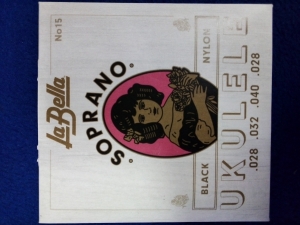 No15
La Bella
SOPRANO
BLACK NYLON
UKULELE
.028 .032 .040 .028